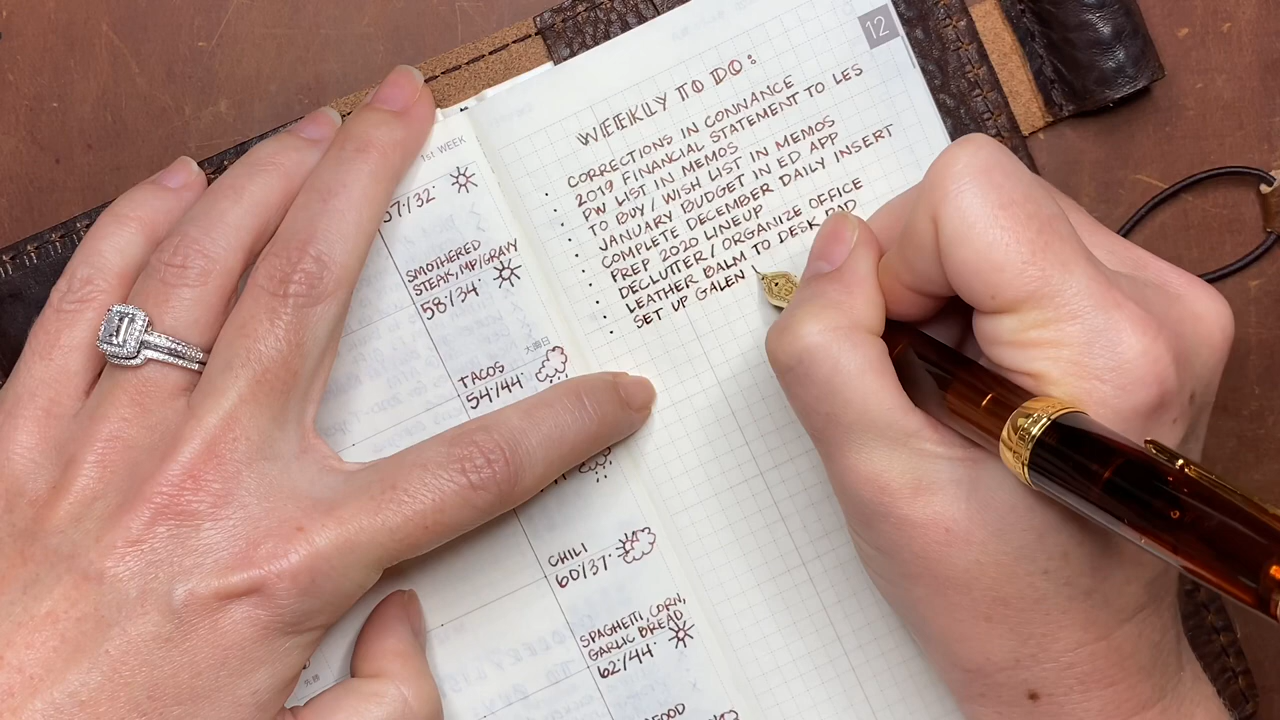 1st WEEK
57/32°
SMOTHERED
STEAK, MP/GRAVY
58°/34°
大晦日
TACOS
54°/44°
CHILI
60°/37°
SPAGHETTI, CORN,
GARLIC BREAD
62°/44°
12
WEEKLY TO DO:
CORRECTIONS IN CONNANCE
• 2019 FINANCIAL STATEMENT TO LES
• PW LIST IN MEMOS
• TO BUY/WISH LIST IN MEMOS
• JANUARY BUDGET IN ED APP
• COMPLETE DECEMBER DAILY INSERT
• PREP 2020 LINEUP
• DECLUTTER/ORGANIZE OFFICE
• LEATHER BALM TO DESK PAD
• SET UP GALEN